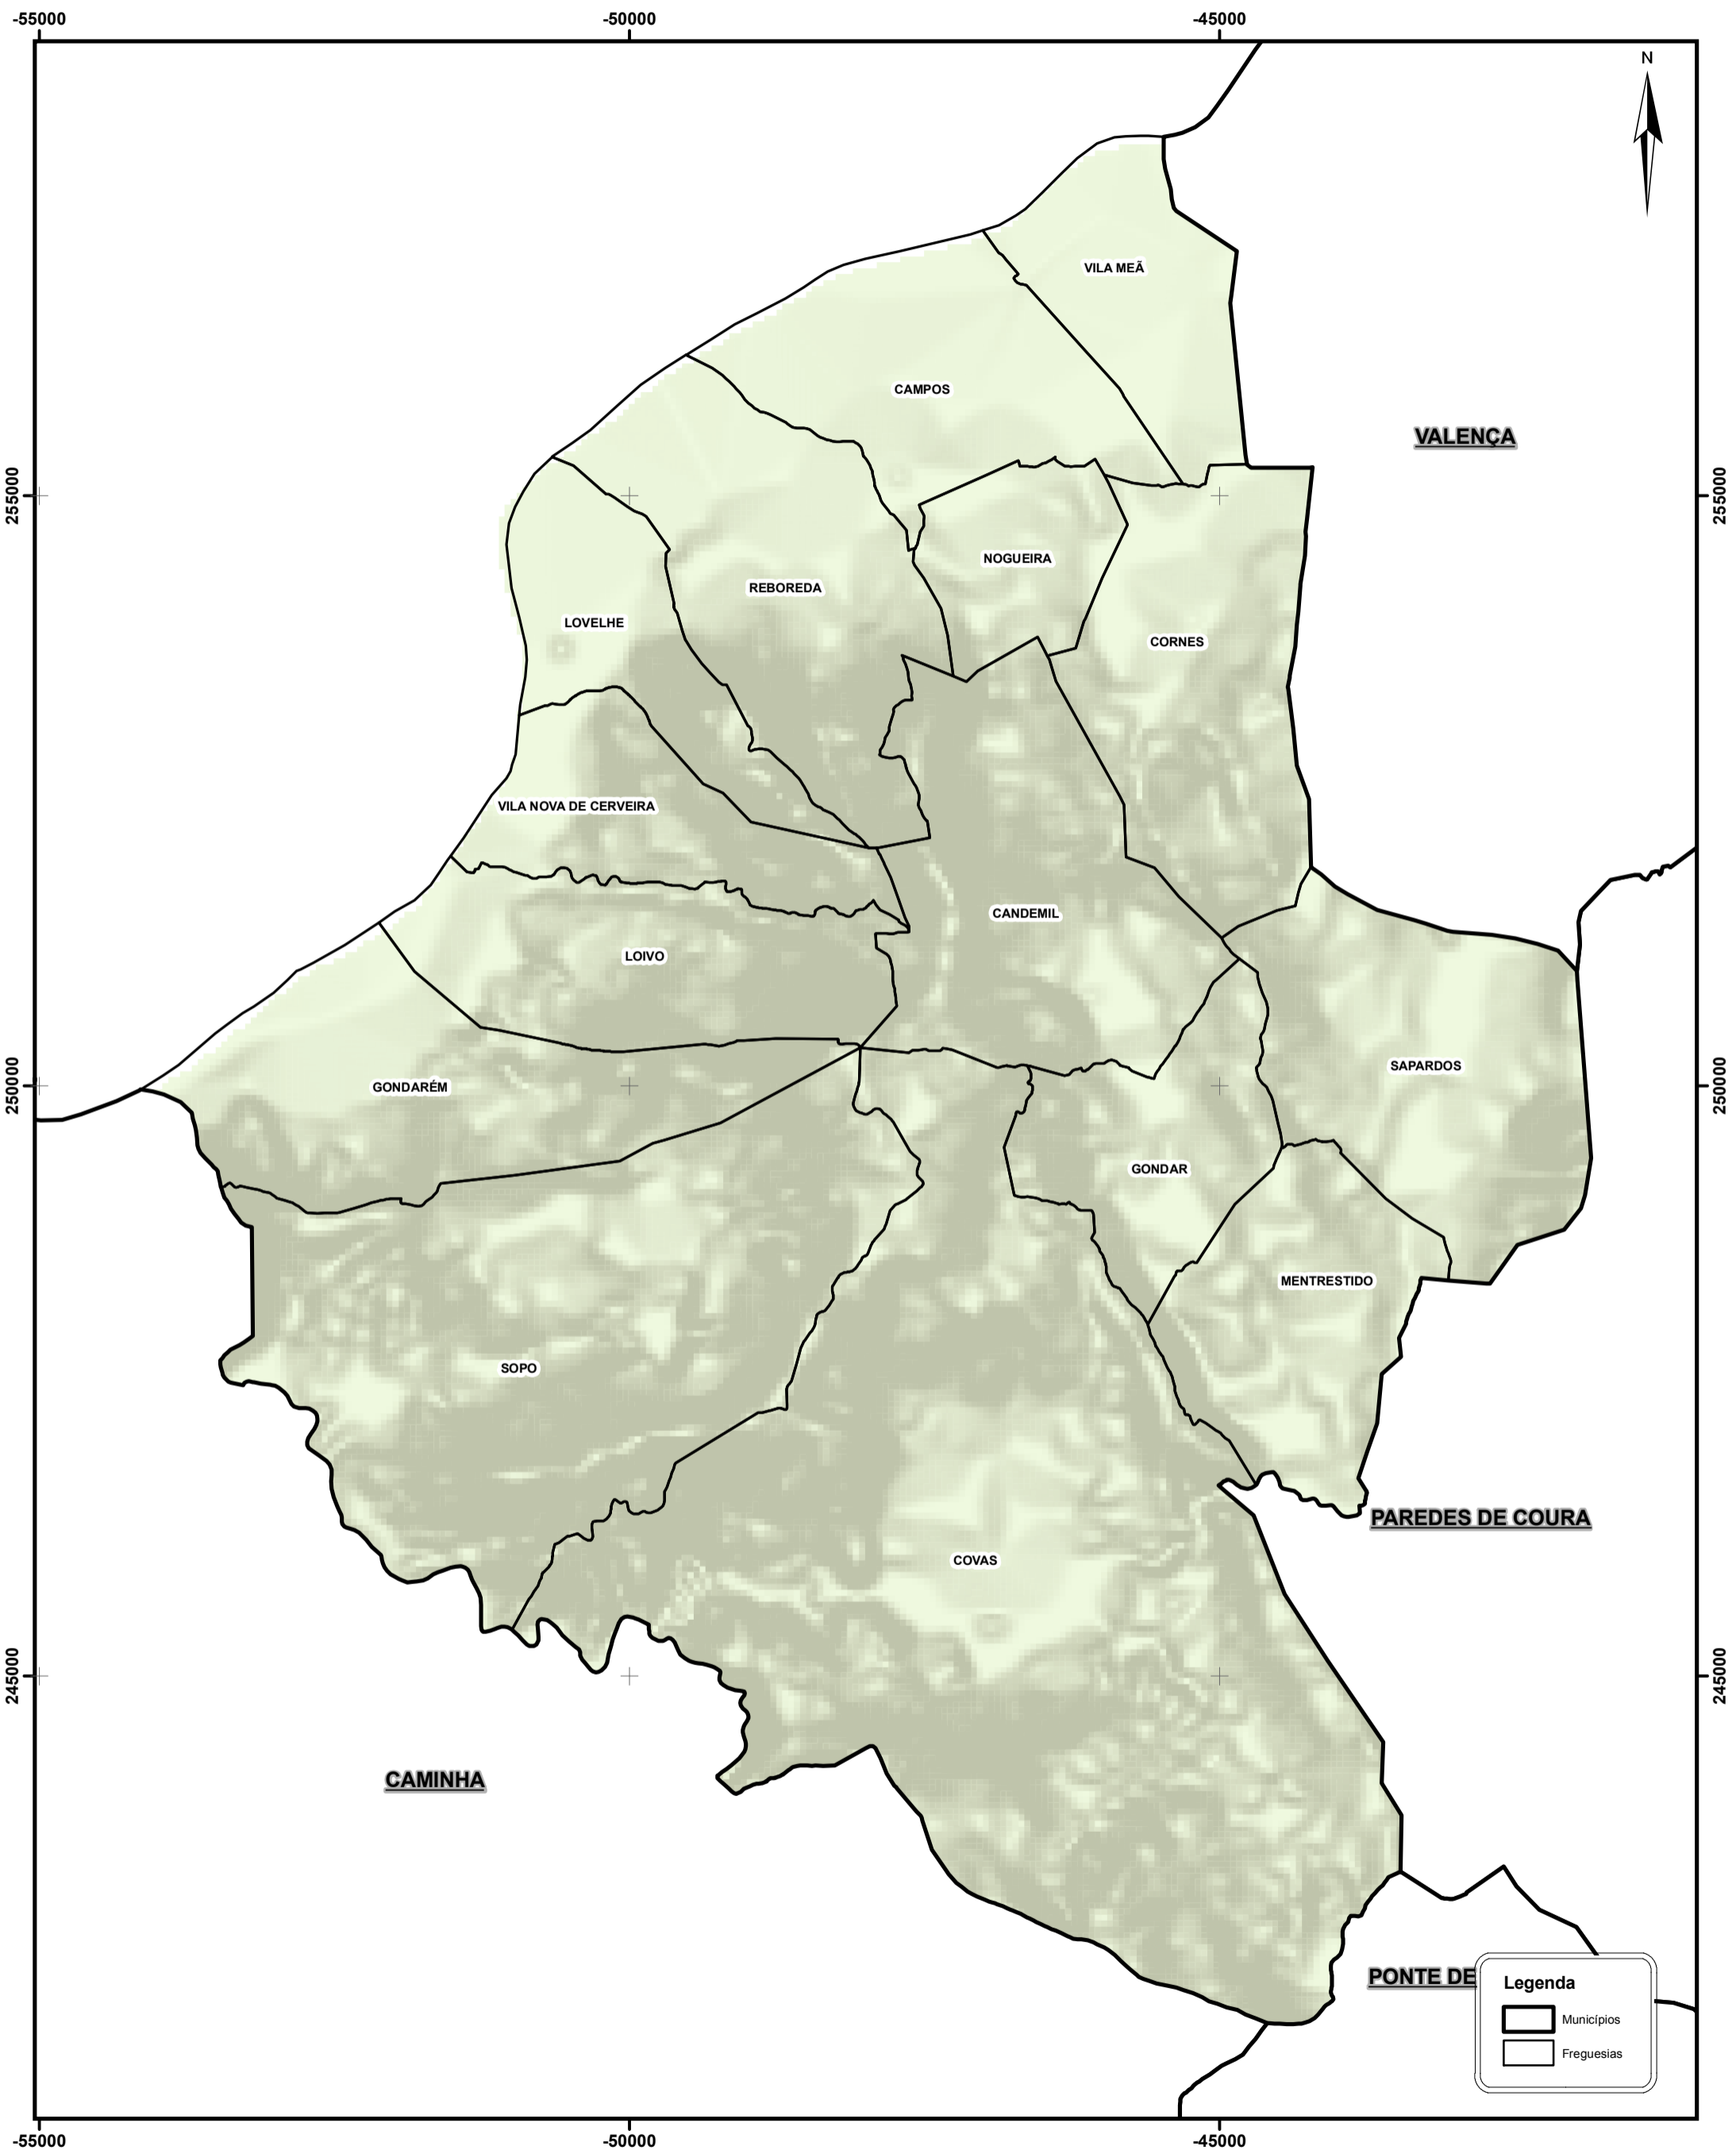 -55000 -50000 -45000
N
VILA MEÃ
CAMPOS
VALENÇA
255000 255000
NOGUEIRA
REBOREDA
LOVELHE
CORNES
VILA NOVA DE CERVEIRA
CANDEMIL
LOIVO
SAPARDOS
250000 250000
GONDARÉM
GONDAR
MENTRESTIDO
SOPO
PAREDES DE COURA
COVAS
245000 245000
CAMINHA
PONTE DE
Legenda
Municípios
Freguesias
-55000 -50000 -45000